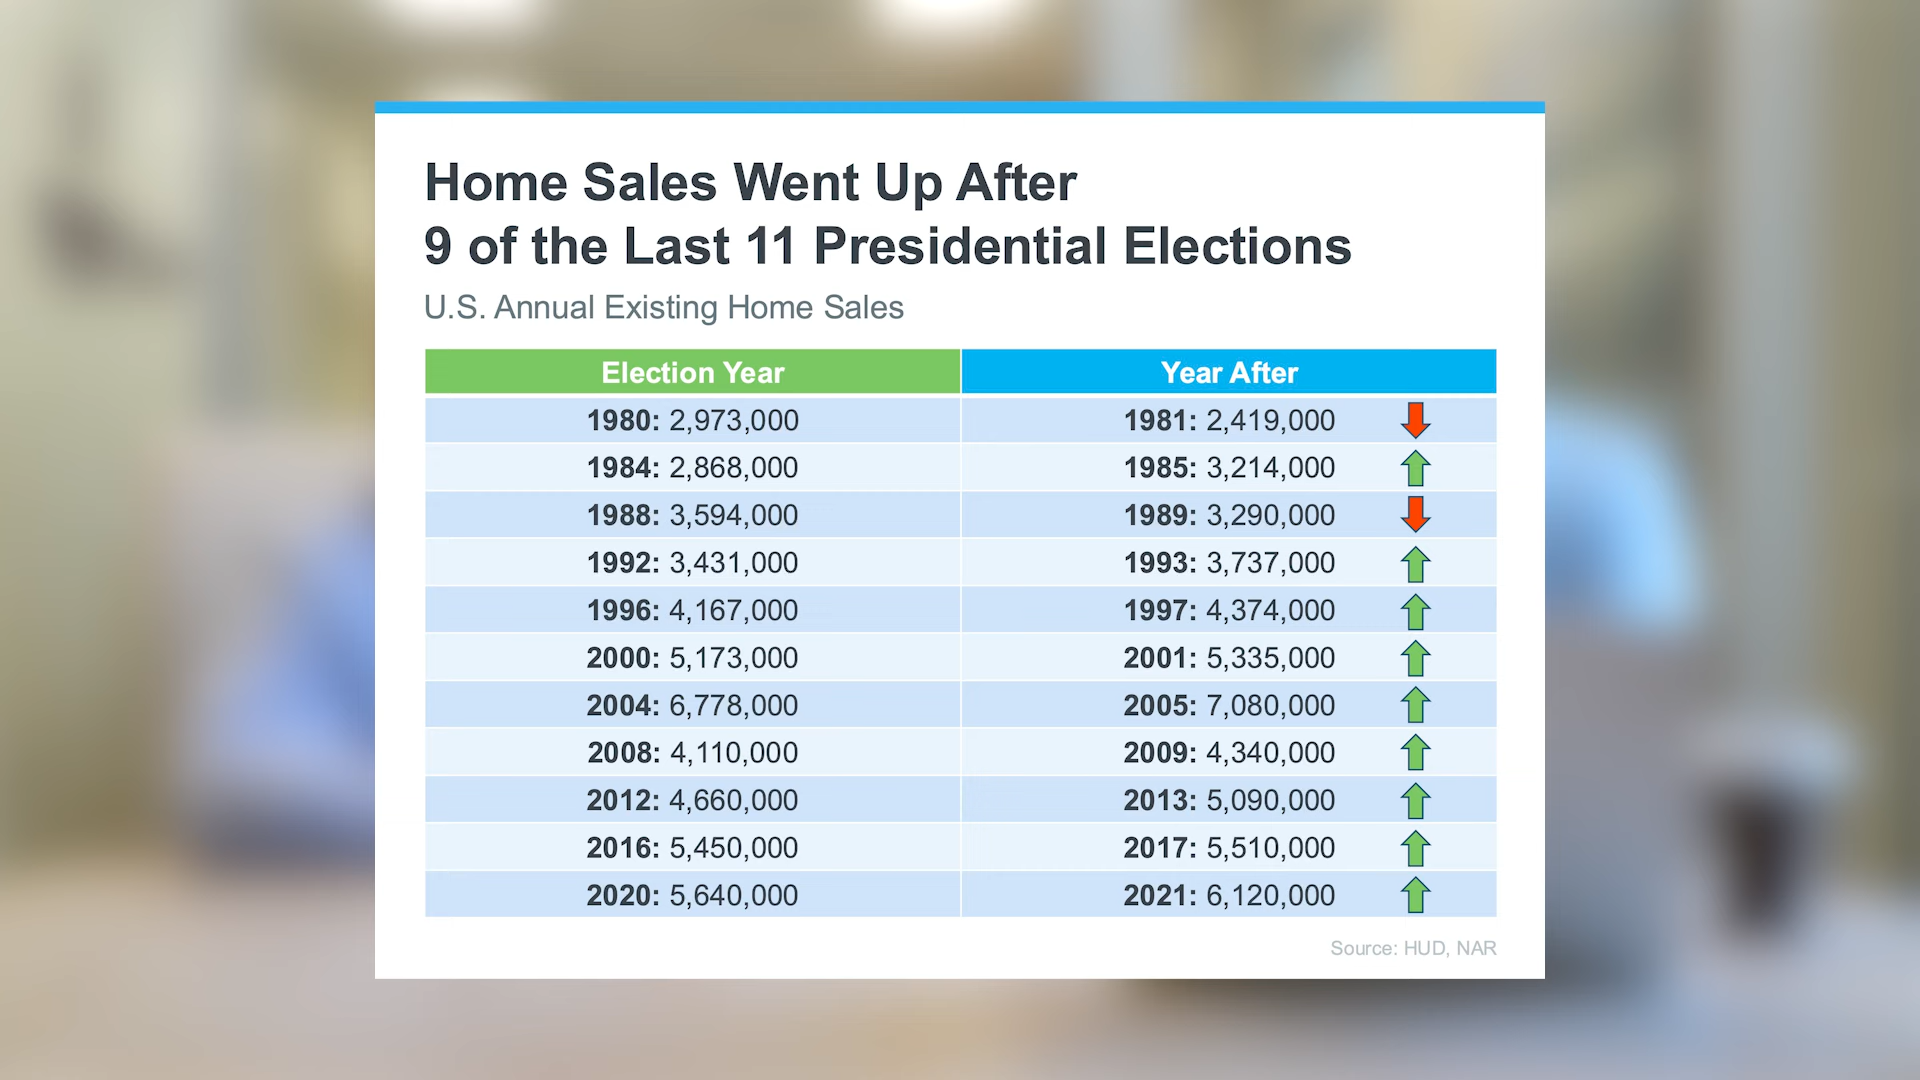 Home Sales Went Up After
9 of the Last 11 Presidential Elections
U.S. Annual Existing Home Sales
Election Year Year After
1980: 2,973,000 1981: 2,419,000
1984: 2,868,000 1985: 3,214,000
1988: 3,594,000 1989: 3,290,000
1992: 3,431,000 1993: 3,737,000
1996: 4,167,000 1997: 4,374,000
2000: 5,173,000 2001: 5,335,000
2004: 6,778,000 2005: 7,080,000
2008: 4,110,000 2009: 4,340,000
2012: 4,660,000 2013: 5,090,000
2016: 5,450,000 2017: 5,510,000
2020: 5,640,000 2021: 6,120,000
Source: HUD, NAR